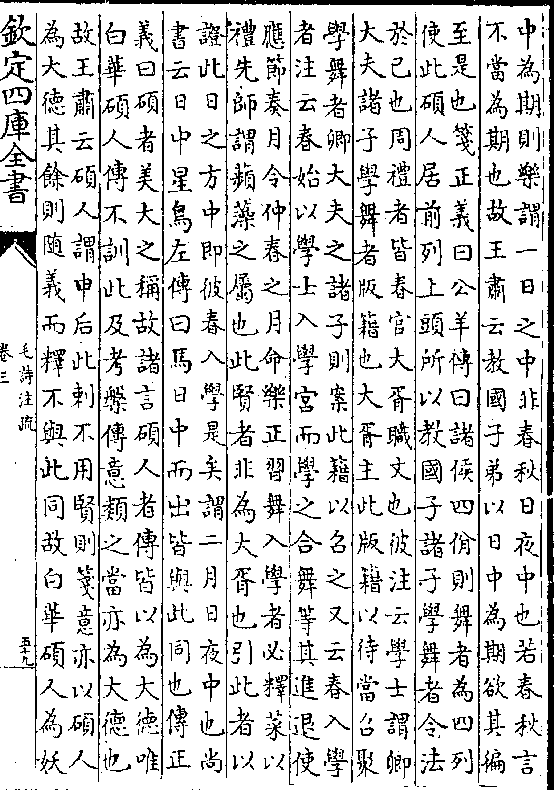 中為期則樂謂一日之中非春秋日夜中也若春秋言
不當為期也故王肅云教國子弟以日中為期欲其徧
至是也箋正義曰公羊傳曰諸侯四佾則舞者為四列
使此碩人居前列上頭所以教國子諸子學舞者令法
於己也周禮者皆春官大胥職文也彼注云學士謂卿
大夫諸子學舞者版籍也大胥主此版籍以待當召聚
學舞者卿大夫之諸子則案此籍以召之又云春入學
者注云春始以學士入學宮而學之合舞等其進退使
應節奏月令仲春之月命樂正習舞入學者必釋菜以
禮先師謂蘋藻之屬也此賢者非為大胥也引此者以
證此日之方中即彼春入學是矣謂二月日夜中也尚
書云日中星鳥左傳曰馬日中而出皆與此同也傳正
義曰碩者美大之稱故諸言碩人者傳皆以為大德唯
白華碩人傳不訓此及考槃傳意類之當亦為大德也
故王肅云碩人謂申后此刺不用賢則箋意亦以碩人
為大德其餘則隨義而釋不與此同故白華碩人為妖
欽定四庫全書
毛詩注疏
卷三
五十九